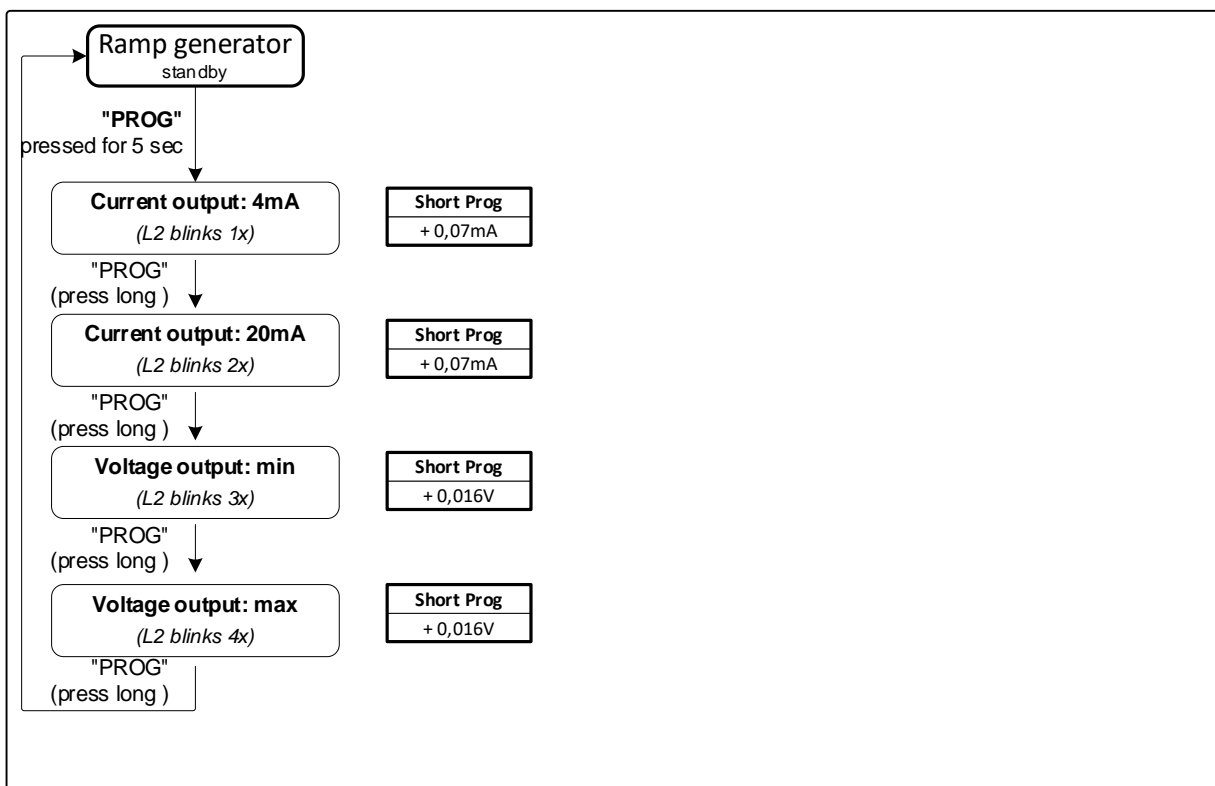 Ramp generator
standby
"PROG"
pressed for 5 sec
Current output: 4mA
(L2 blinks 1x)
Short Prog
+ 0,07mA
"PROG"
(press long )
Current output: 20mA
(L2 blinks 2x)
Short Prog
+ 0,07mA
"PROG"
(press long )
Voltage output: min
(L2 blinks 3x)
Short Prog
+ 0,016V
"PROG"
(press long )
Voltage output: max
(L2 blinks 4x)
Short Prog
+ 0,016V
"PROG"
(press long )